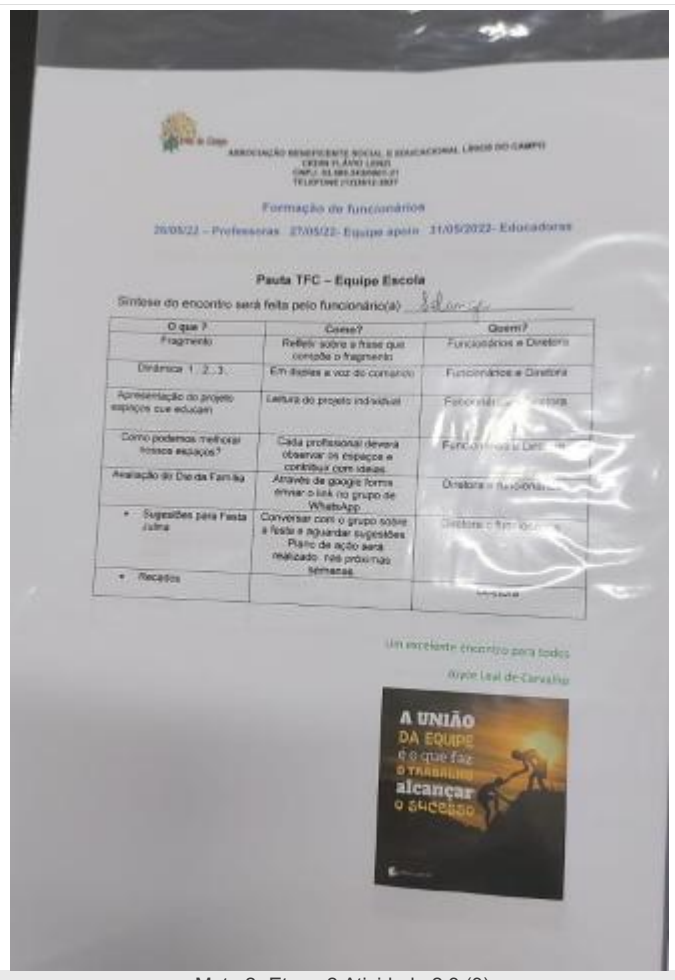 ASSOCIAÇÃO BENEFICENTE SOCIAL E EDUCACIONAL LÍRIOS DO CAMPO
Formação de funcionários
26/05/22 – Professoras 27/05/22- Equipe apoio 31/05/2022- Educadoras
Pauta TFC – Equipe Escola
Síntese do encontro será feita pelo funcionário(a)
O que ? Como? Quem?
Fragmento Refletir sobre a frase que
compõe o fragmento Funcionários e Diretora
Dinâmica 1, 2, 3, Em duplas a voz do comando Funcionários e Diretora
Apresentação do projeto
espaços que educam Leitura do projeto individual Funcionários e Diretora
Como podemos melhorar
nossos espaços? Cada profissional deverá
observar os espaços e
contribuir com ideias Funcionários e
Avaliação do Dia da Família Através de google forms
enviar o link no grupo de
WhatsApp Diretora e funcionários
• Sugestões para Festa
Julina Conversar com o grupo sobre
a festa e aguardar sugestões
Plano de ação será
realizado nas próximas
semanas Diretora e
• Recados Diretora
Um excelente encontro para todos
Leal de Carvalho
A UNIÃO
DA EQUIPE
é o que faz
O TRABALHO
alcançar
O SUCESSO